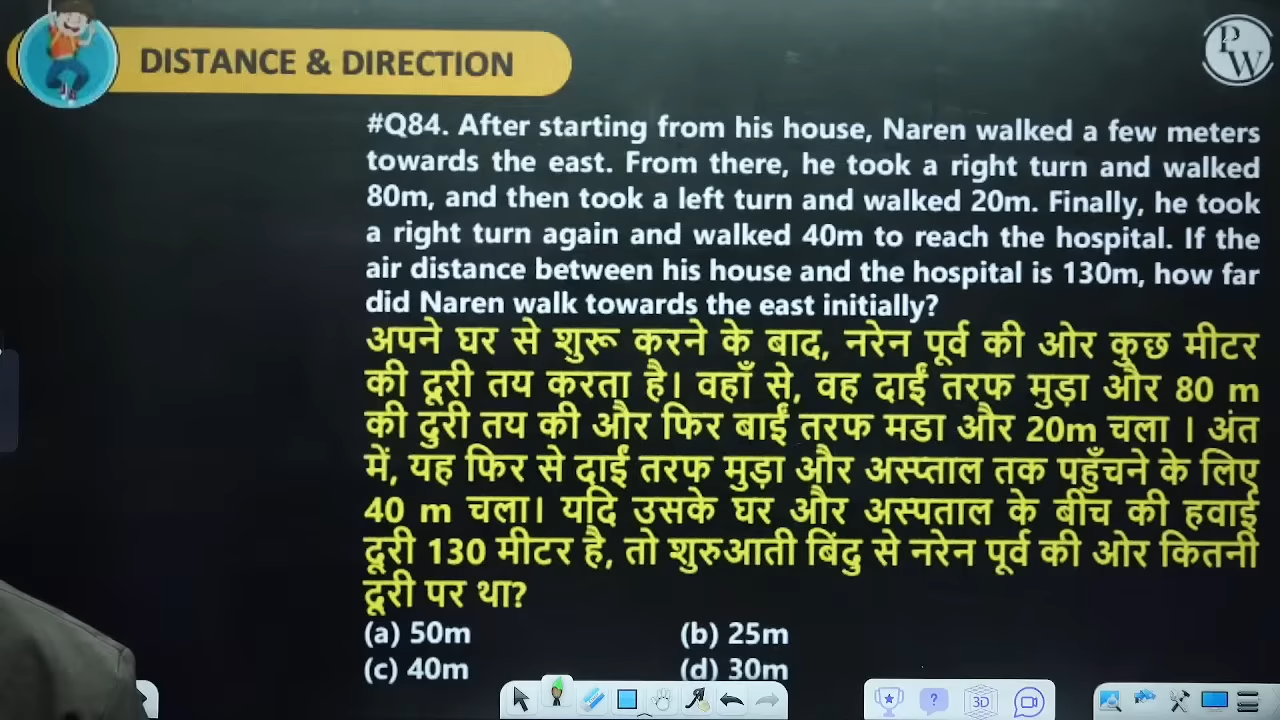 DISTANCE & DIRECTION
PW
#Q84. After starting from his house, Naren walked a few meters
towards the east. From there, he took a right turn and walked
80m, and then took a left turn and walked 20m. Finally, he took
a right turn again and walked 40m to reach the hospital. If the
air distance between his house and the hospital is 130m, how far
did Naren walk towards the east initially?
अपने घर से शुरू करने के बाद, नरेन पूर्व की ओर कुछ मीटर
की दूरी तय करता है। वहाँ से, वह दाईं तरफ मुड़ा और 80 m
की दुरी तय की और फिर बाईं तरफ मडा और 20m चला । अंत
में, यह फिर से दाईं तरफ मुड़ा और अस्प्ताल तक पहुँचने के लिए
40 m चला। यदि उसके घर और अस्पताल के बीच की हवाई
दूरी 130 मीटर है, तो शुरुआती बिंदु से नरेन पूर्व की ओर कितनी
दूरी पर था?
(a) 50m (b) 25m
(c) 40m (d) 30m
? 3D